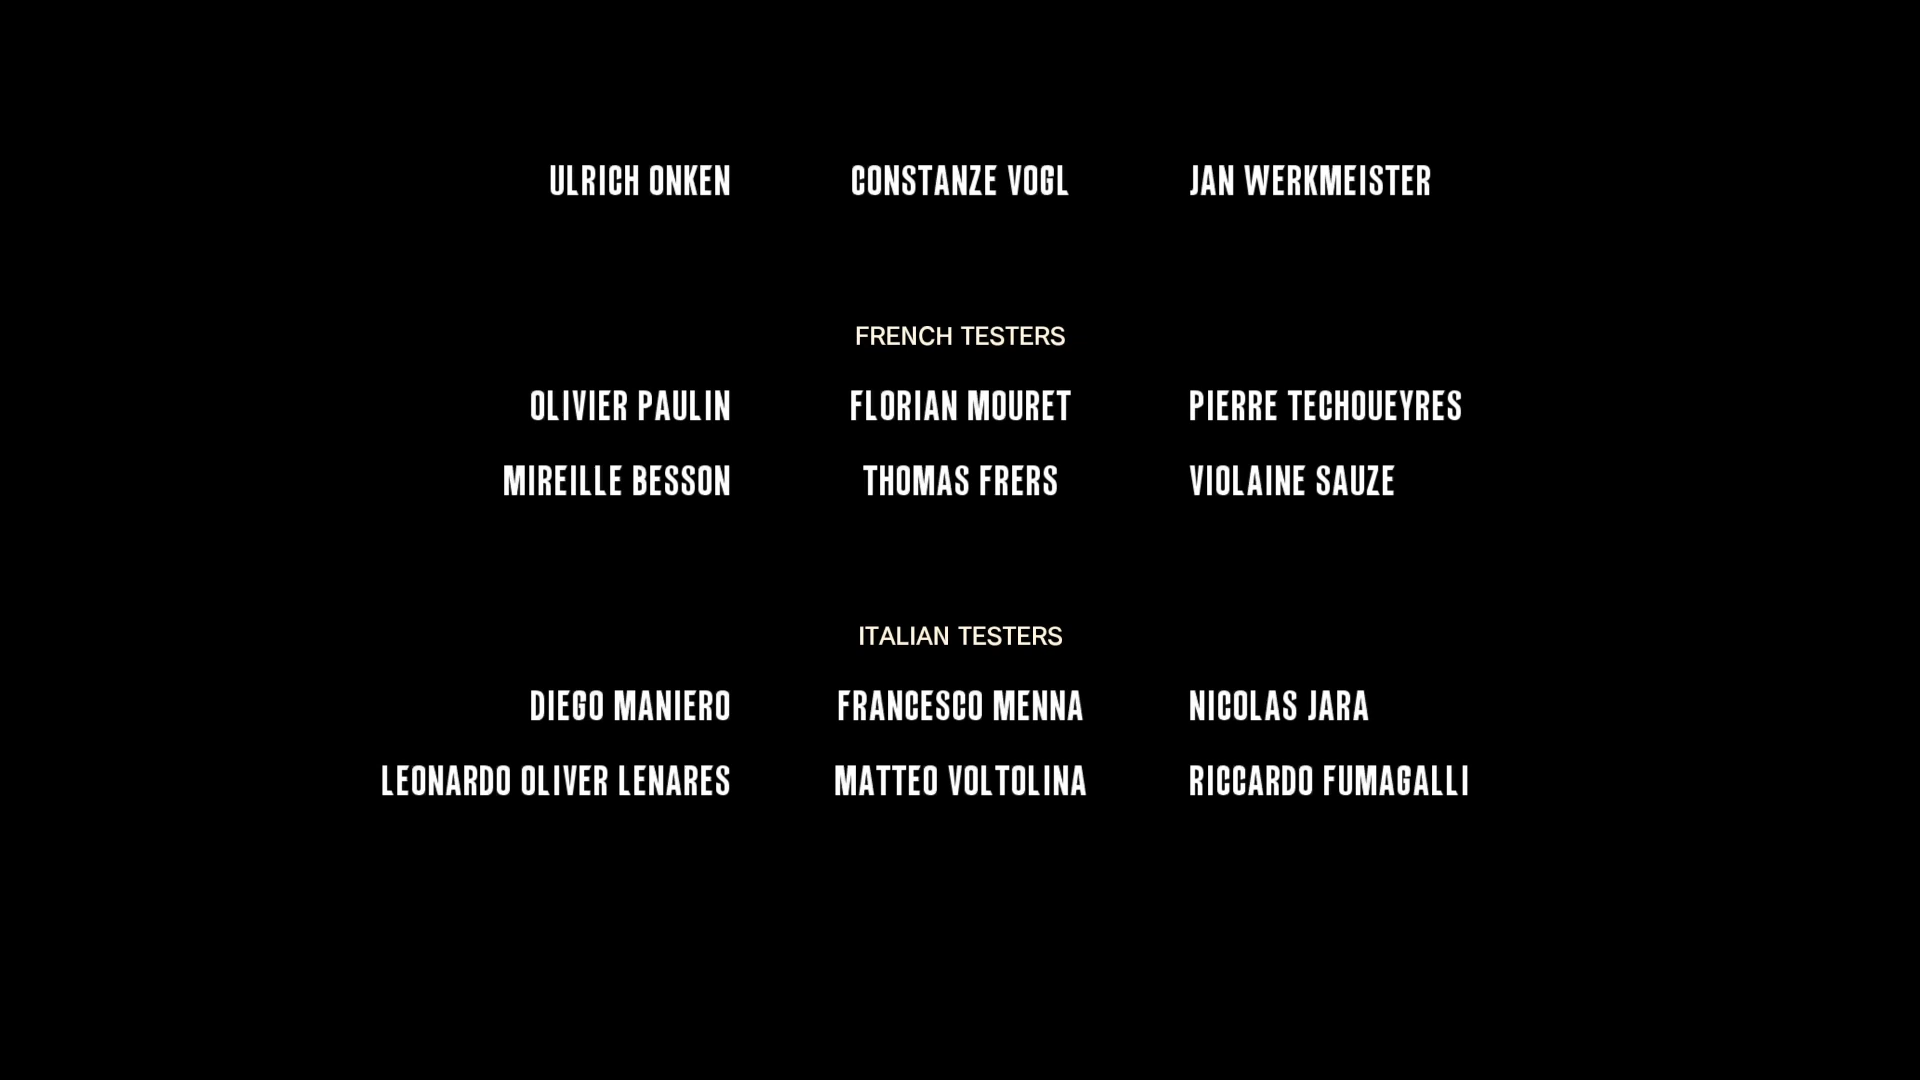 ULRICH ONKEN CONSTANZE VOGL JAN WERKMEISTER
FRENCH TESTERS
OLIVIER PAULIN FLORIAN MOURET PIERRE TECHOUEYRES
MIREILLE BESSON THOMAS FRERS VIOLAINE SAUZE
ITALIAN TESTERS
DIEGO MANIERO FRANCESCO MENNA NICOLAS JARA
LEONARDO OLIVER LENARES MATTEO VOLTOLINA RICCARDO FUMAGALLI